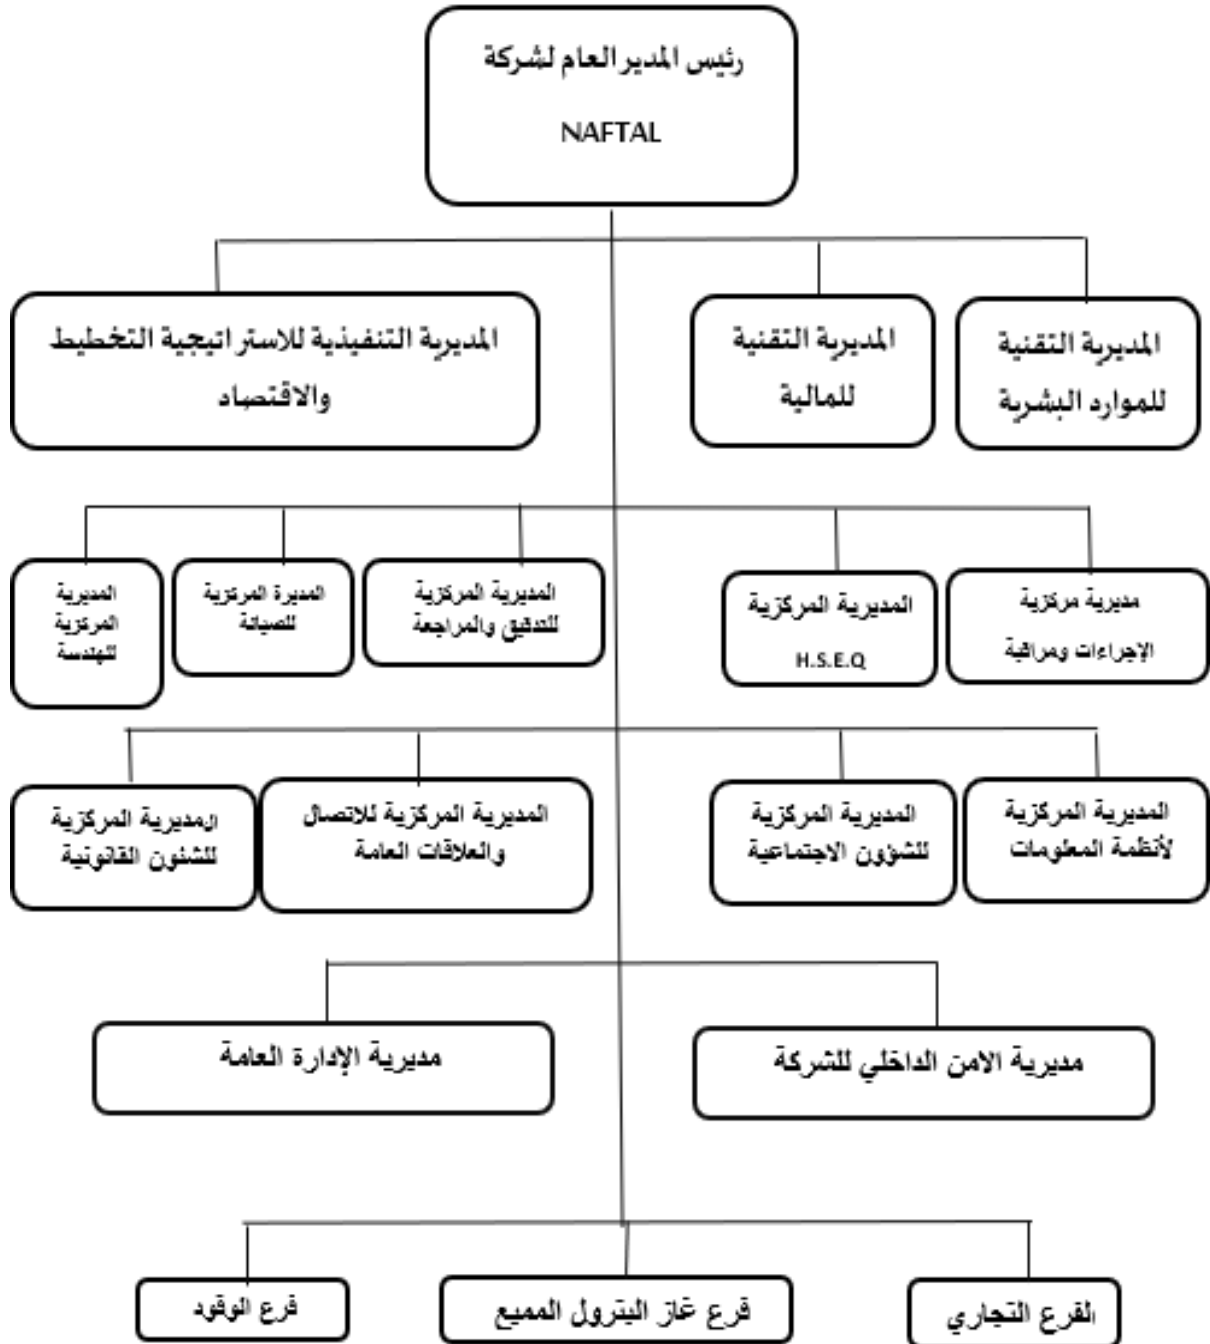 رئيس المدير العام لشركة
NAFTAL
المديرية التقنية
للموارد البشرية
المديرية التقنية
للمالية
المديرية التنفيذية للاستراتيجية التخطيط
والاقتصاد
مديرية مركزية
الإجراءات ومراقبة
المديرية المركزية
H.S.E.Q
المديرية المركزية
للتدقيق والمراجعة
المديرة المركزية
للصيانة
المديرية
المركزية
للهندسة
المديرية المركزية
لأنظمة المعلومات
المديرية المركزية
للشؤون الاجتماعية
المديرية المركزية للاتصال
والعلاقات العامة
المديرية المركزية
للشئون القانونية
مديرية الامن الداخلي للشركة
مديرية الإدارة العامة
الفرع التجاري
فرع غاز البترول المميع
فرع الوقود